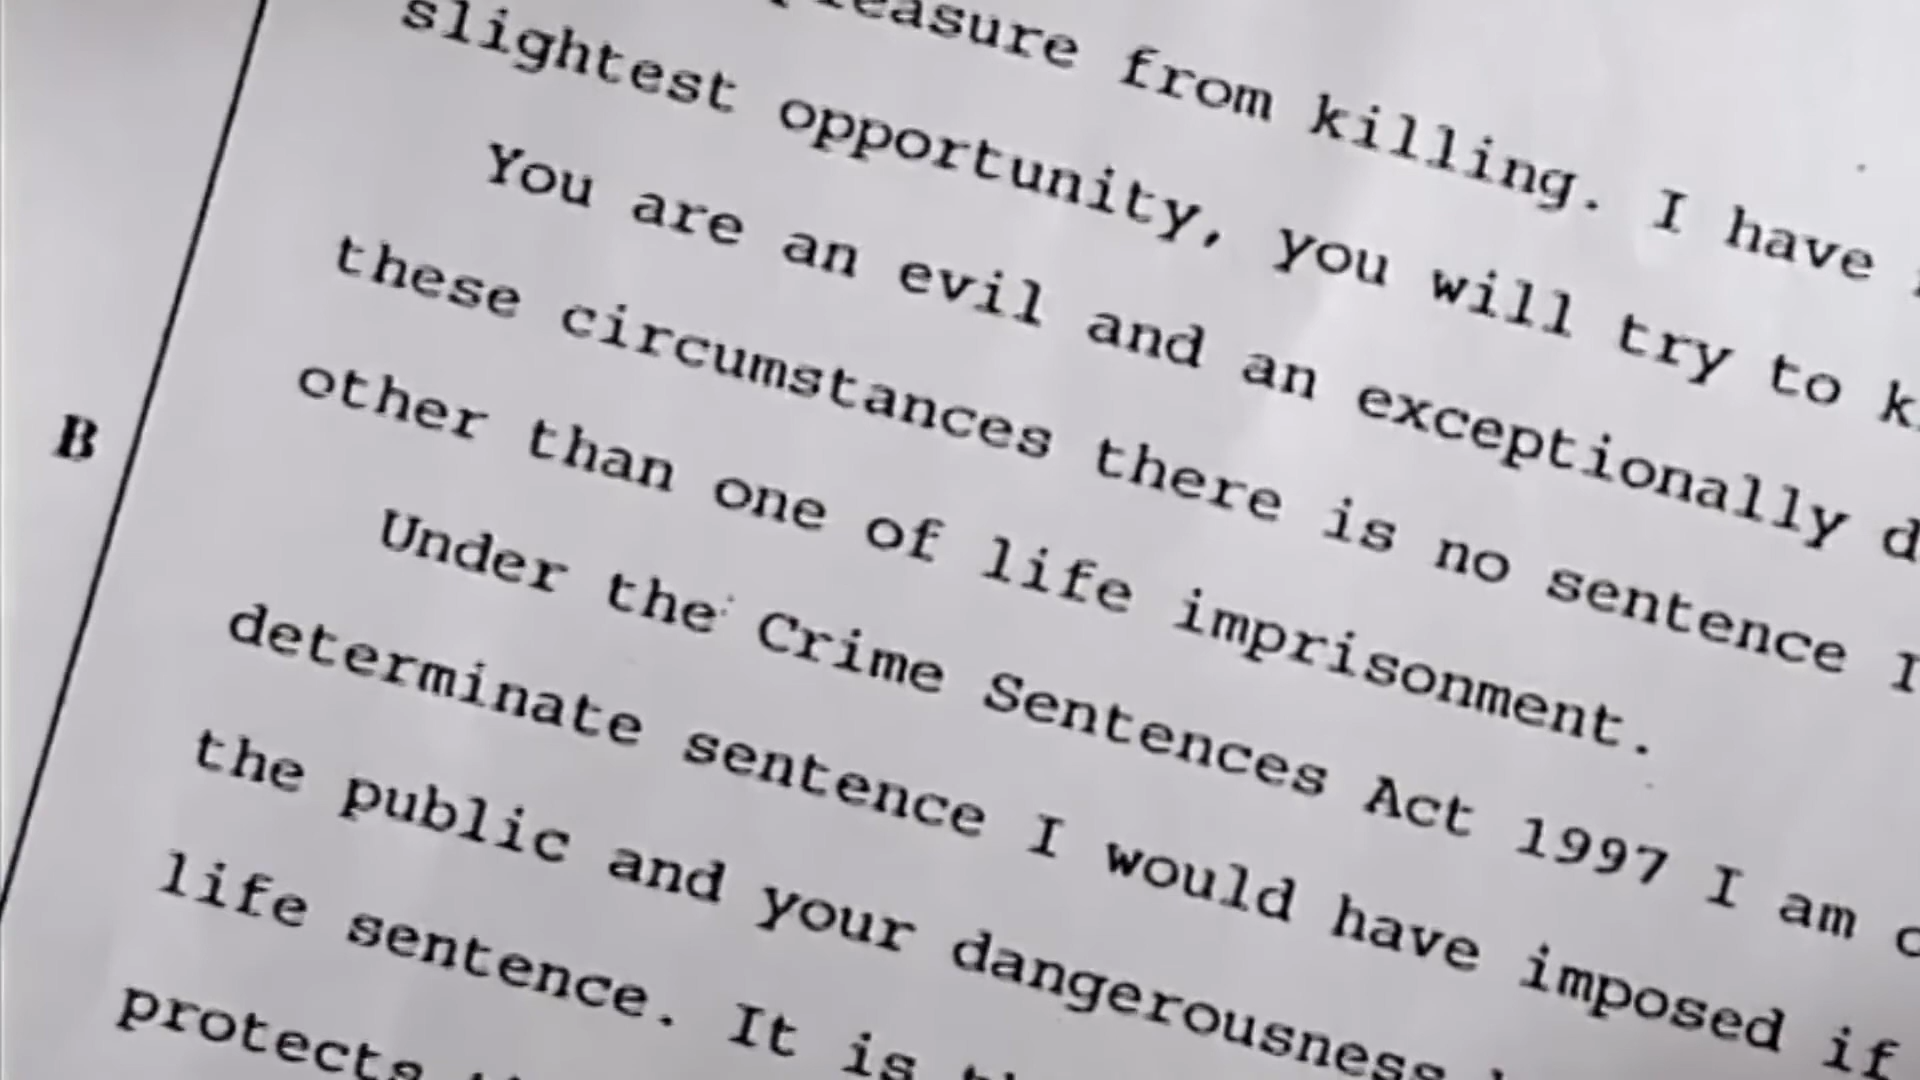 from killing. I have
slightest opportunity, you will try to
You are an evil and an exceptionally
these circumstances there is no sentence I
other than one of life imprisonment.
B
Under the Crime Sentences Act 1997 I am
determinate sentence I would have imposed if
the public and your dangerousness
life sentence. It is
protects